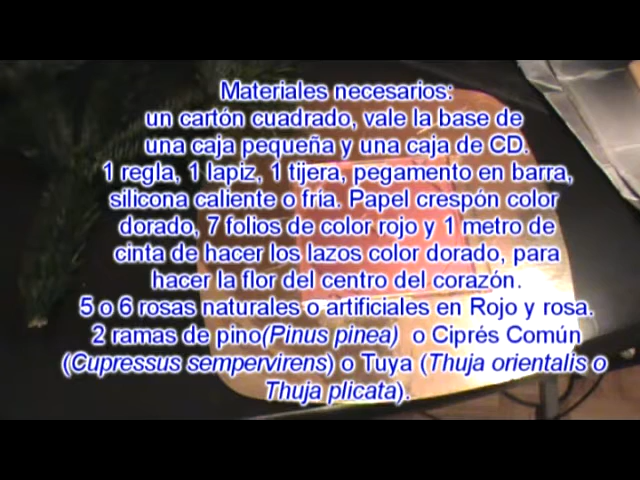 Materiales necesarios:
un cartón cuadrado, vale la base de
una caja pequeña y una caja de CD.
1 regla, 1 lapiz, 1 tijera, pegamento en barra,
silicona caliente o fría. Papel crespón color
dorado, 7 folios de color rojo y 1 metro de
cinta de hacer los lazos color dorado, para
hacer la flor del centro del corazón.
5 o 6 rosas naturales o artificiales en Rojo y rosa.
2 ramas de pino(Pinus pinea) o Ciprés Común
(Cupressus sempervirens) o Tuya (Thuja orientalis o
Thuja plicata).